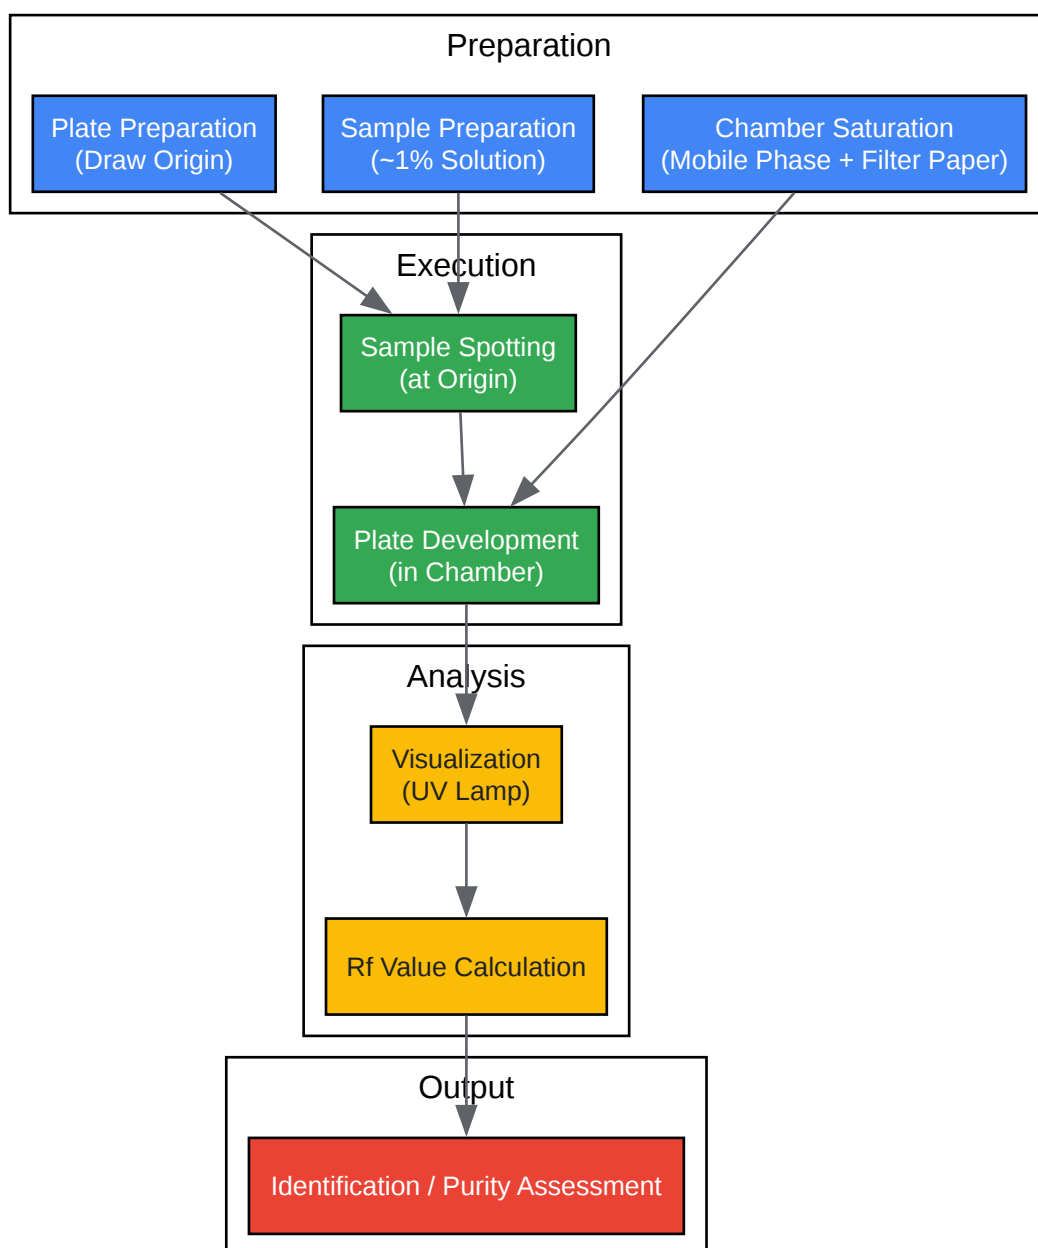 Preparation
Plate Preparation
(Draw Origin)
Sample Preparation
(~1% Solution)
Chamber Saturation
(Mobile Phase + Filter Paper)
Execution
Sample Spotting
(at Origin)
Plate Development
(in Chamber)
Analysis
Visualization
(UV Lamp)
Rf Value Calculation
Output
Identification / Purity Assessment